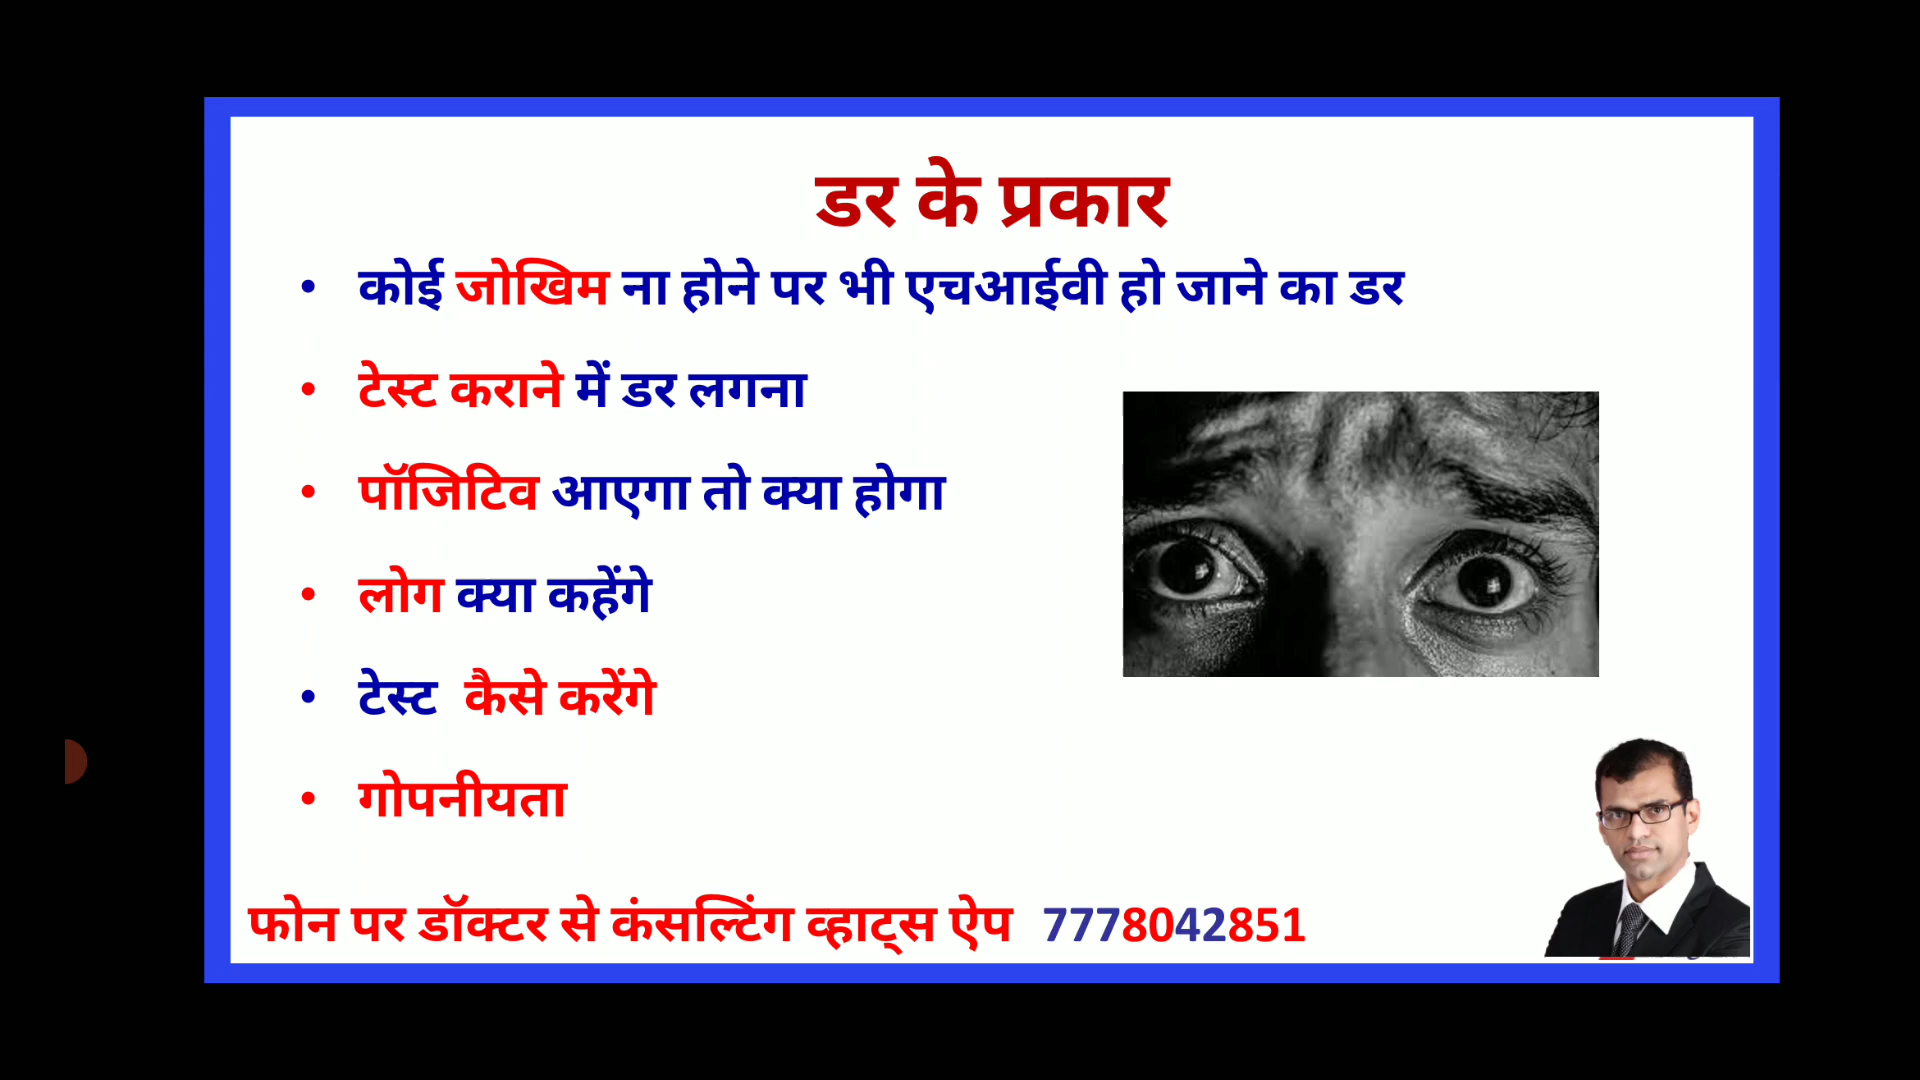 डर के प्रकार
• कोई जोखिम ना होने पर भी एचआईवी हो जाने का डर
• टेस्ट कराने में डर लगना
• पॉजिटिव आएगा तो क्या होगा
• लोग क्या कहेंगे
• टेस्ट कैसे करेंगे
• गोपनीयता
फोन पर डॉक्टर से कंसल्टिंग व्हाट्स ऐप 7778042851